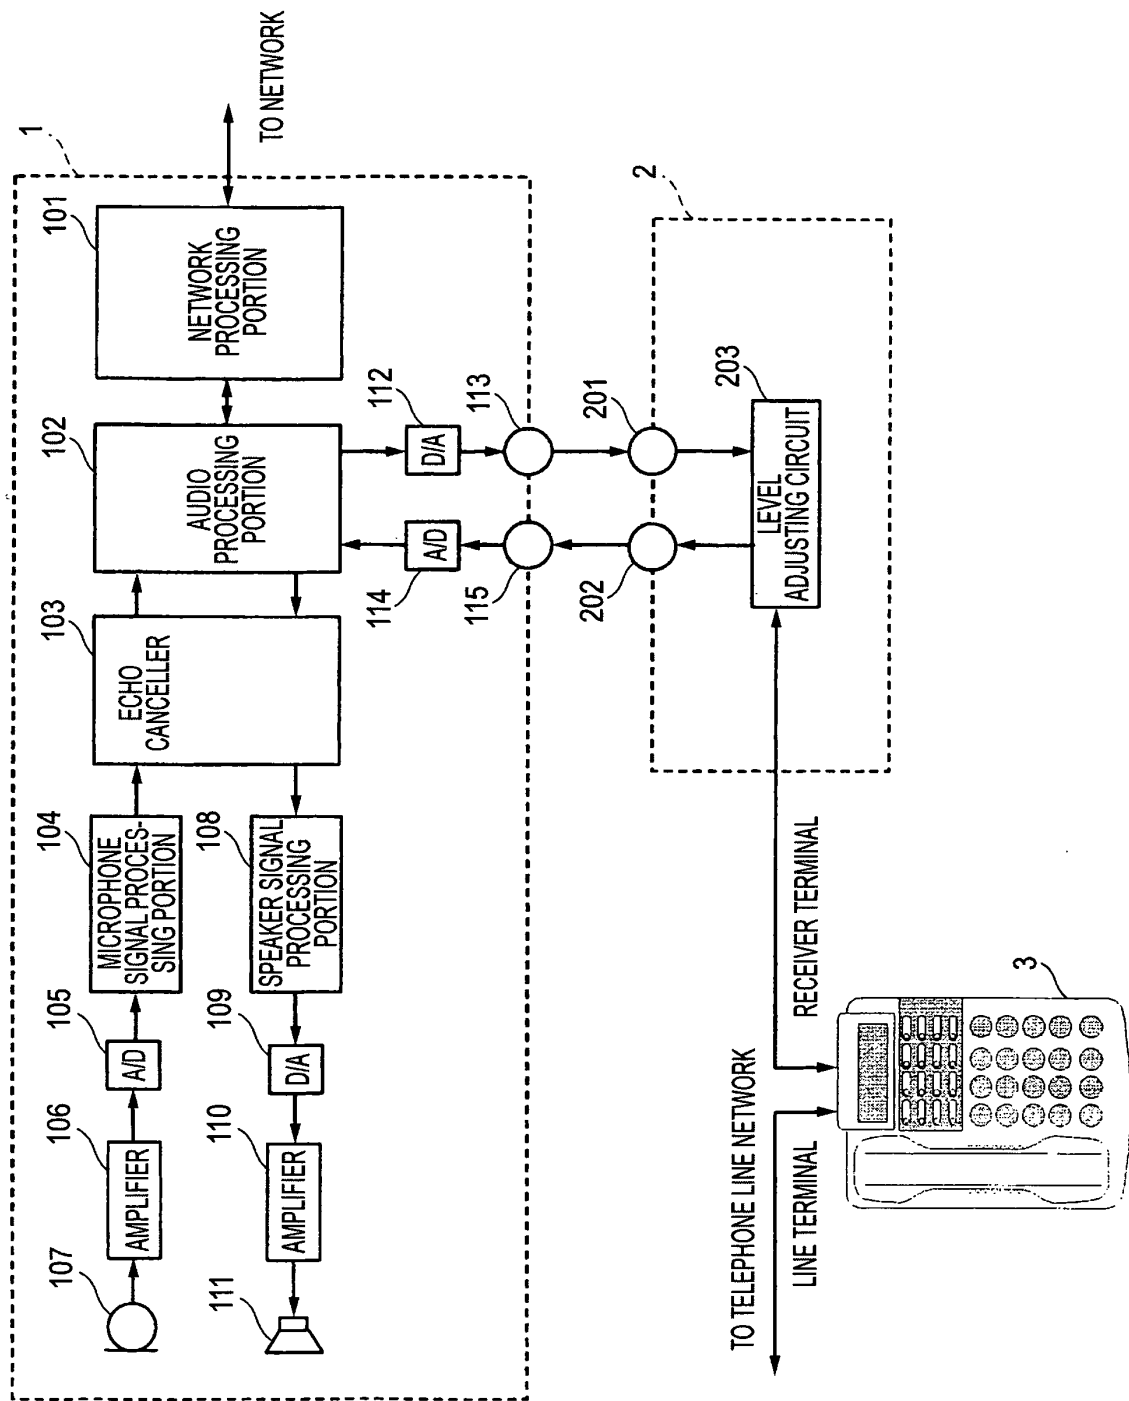 1
TO NETWORK
101
NETWORK
PROCESSING
PORTION
102
AUDIO
PROCESSING
PORTION
103
ECHO
CANCELLER
104
MICROPHONE
SIGNAL PROCES-
SING PORTION
105
A/D
106
AMPLIFIER
107
108
SPEAKER SIGNAL
PROCESSING
PORTION
109
D/A
110
AMPLIFIER
111
112
D/A
113
114
A/D
115
2
201
202
203
LEVEL
ADJUSTING CIRCUIT
RECEIVER TERMINAL
3
TO TELEPHONE LINE NETWORK
LINE TERMINAL